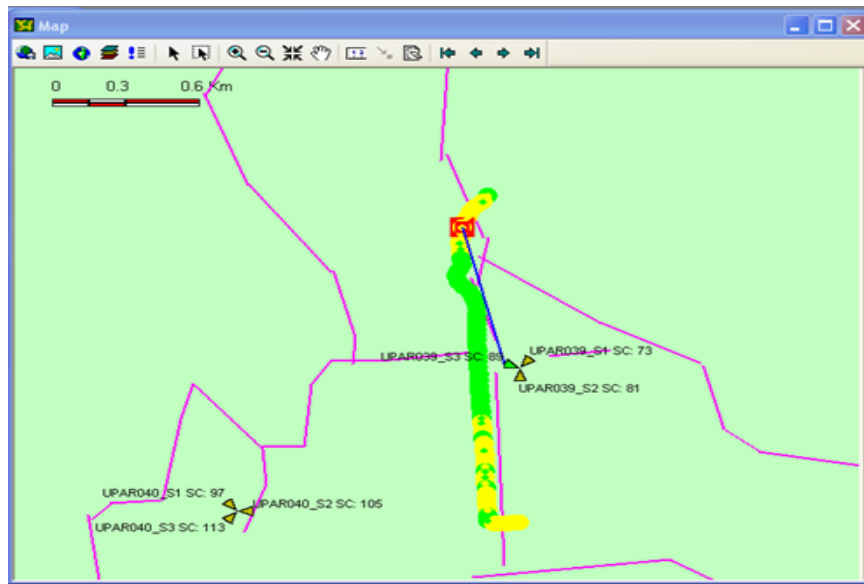 Map
0 0.3 0.6 Km
UPAR039_S3 SC: 89
UPAR039_S1 SC: 73
UPAR039_S2 SC: 81
UPAR040_S1 SC: 97
UPAR040_S2 SC: 105
UPAR040_S3 SC: 113